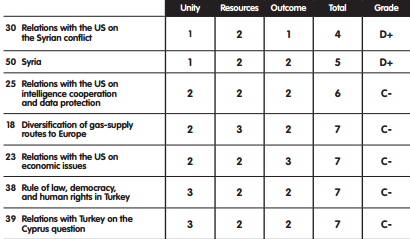 Unity Resources Outcome Total Grade
30 Relations with the US on
the Syrian conflict 1 2 1 4 D+
50 Syria 1 2 2 5 D+
25 Relations with the US on
intelligence cooperation
and data protection 2 2 2 6 C-
18 Diversification of gas-supply
routes to Europe 2 3 2 7 C-
23 Relations with the US on
economic issues 2 2 3 7 C-
38 Rule of law, democracy,
and human rights in Turkey 3 2 2 7 C-
39 Relations with Turkey on the
Cyprus question 3 2 2 7 C-